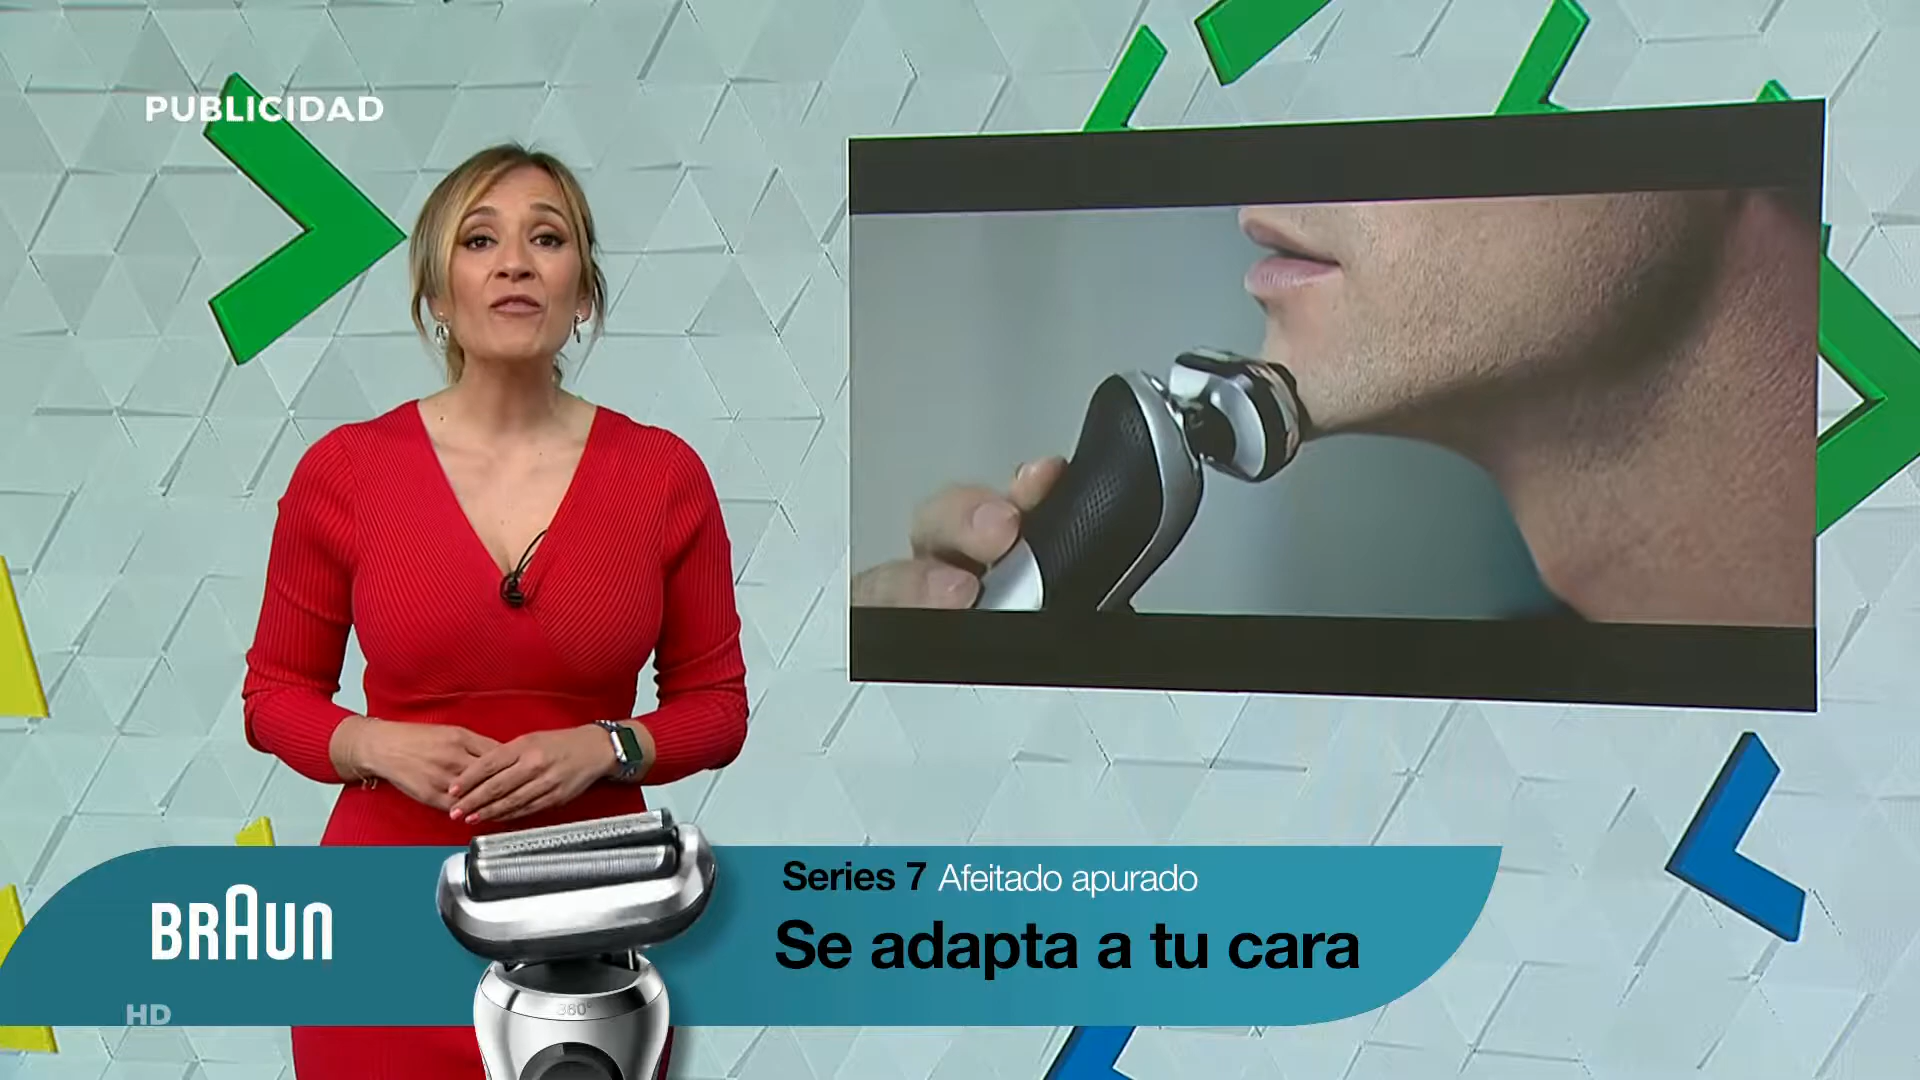 PUBLICIDAD
BRAUN
Series 7 Afeitado apurado
Se adapta a tu cara
HD
360°